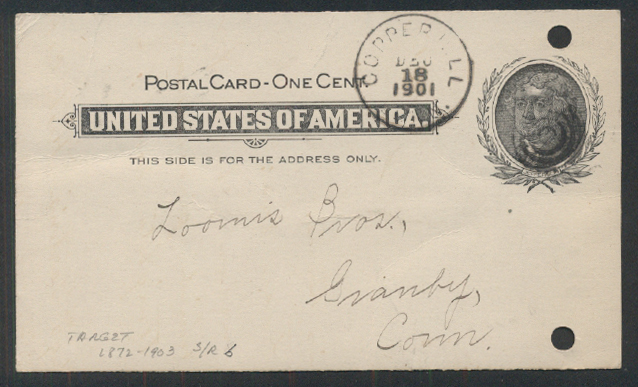 COPPER HILL
DEC
18
1901
POSTAL CARD - ONE CENT.
UNITED STATES OF AMERICA.
THIS SIDE IS FOR THE ADDRESS ONLY.
Loomis Bros.,
Granby,
Conn.
TARGET
1872-1903 S/R 6